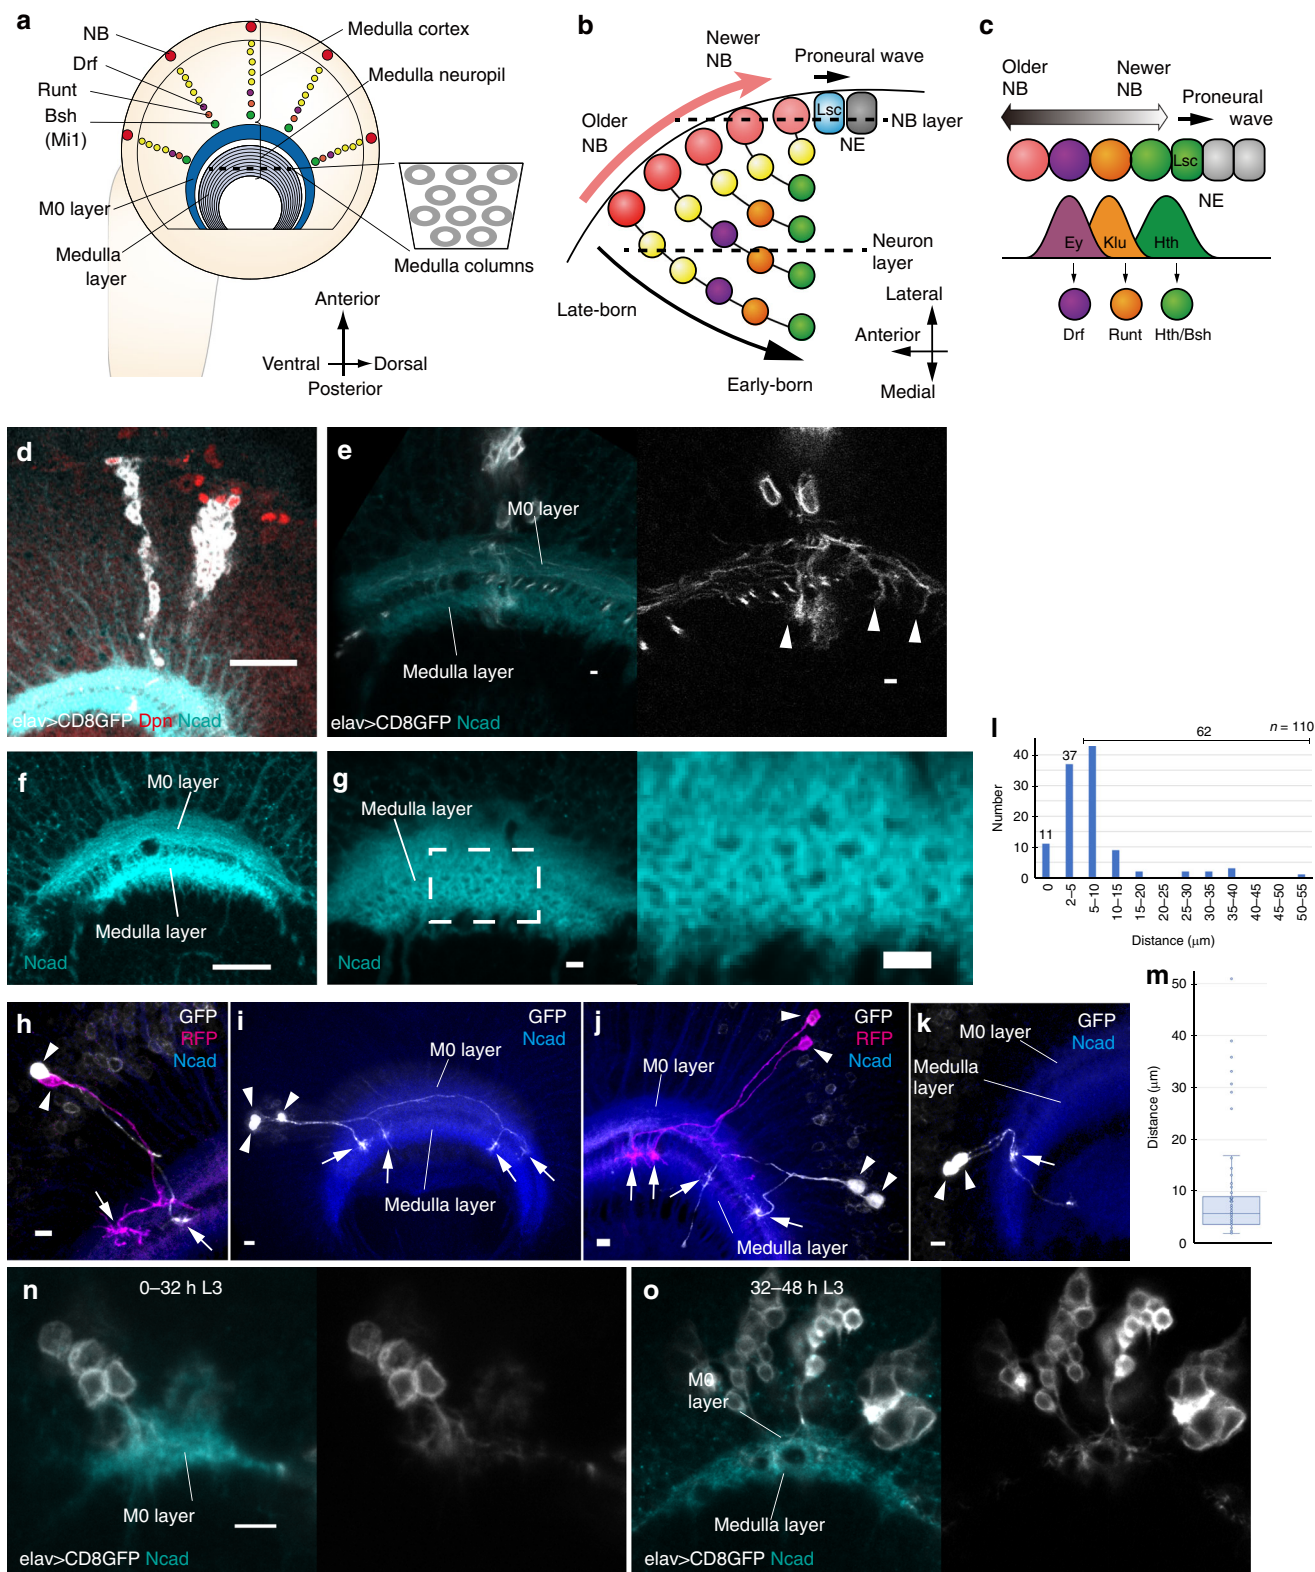 a
NB
Drf
Runt
Bsh
(Mi1)
M0 layer
Medulla
layer
Medulla cortex
Medulla neuropil
Medulla columns
Anterior
Ventral
Dorsal
Posterior
b
Newer
NB
Proneural wave
Older
NB
Lsc
NB layer
NE
Neuron
layer
Late-born
Early-born
Lateral
Anterior
Medial
c
Older
NB
Newer
NB
Proneural
wave
Lsc
NE
Ey
Klu
Hth
Drf
Runt
Hth/Bsh
d
elav>CD8GFP Dpn Ncad
e
M0 layer
Medulla layer
elav>CD8GFP Ncad
f
M0 layer
Medulla layer
Ncad
g
Medulla layer
Ncad
l
n = 110
62
37
11
Number
40
30
20
10
0
0
2–5
5–10
10–15
15–20
20–25
25–30
30–35
35–40
40–45
45–50
50–55
Distance (μm)
h
GFP
RFP
Ncad
i
GFP
Ncad
M0 layer
Medulla layer
j
GFP
RFP
Ncad
M0 layer
Medulla layer
k
GFP
Ncad
M0 layer
Medulla
layer
m
Distance (μm)
50
40
30
20
10
0
n
0–32 h L3
M0 layer
elav>CD8GFP Ncad
o
32–48 h L3
M0
layer
Medulla layer
elav>CD8GFP Ncad